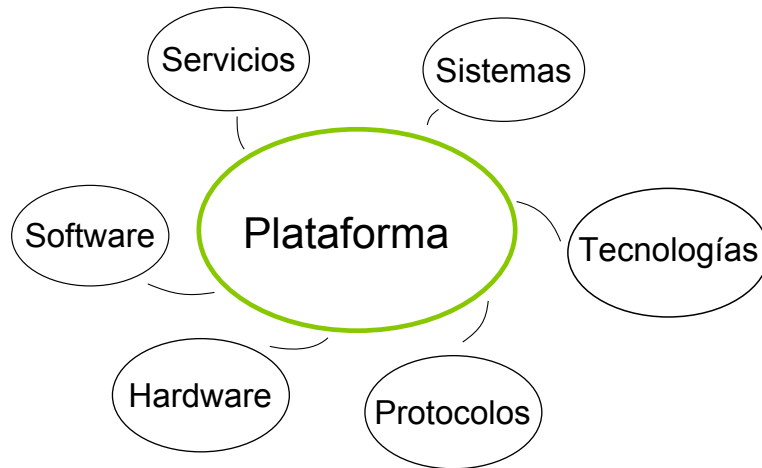 Servicios
Sistemas
Software
Plataforma
Tecnologías
Hardware
Protocolos